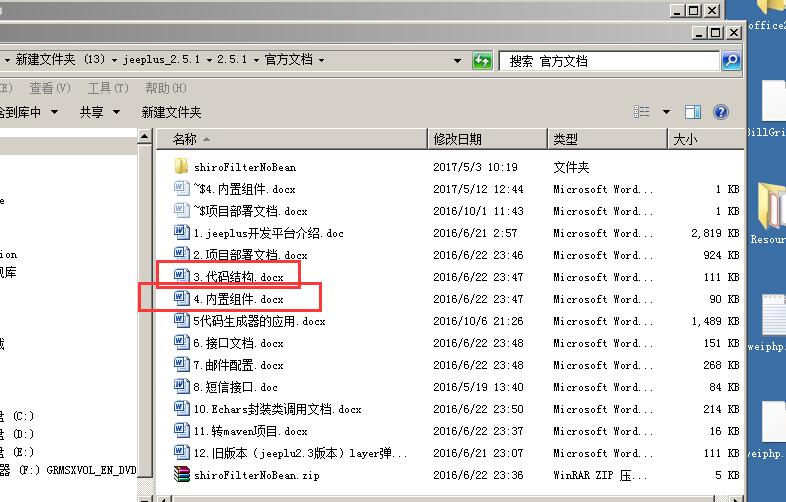 office2
新建文件夹 (13) jeeplus_2.5.1 2.5.1 官方文档
搜索 官方文档
(E) 查看(V) 工具(T) 帮助(H)
含到库中 共享 新建文件夹
名称 修改日期 类型 大小
shiroFilterNoBean 2017/5/3 10:19 文件夹
~$4.内置组件.docx 2017/5/12 12:44 Microsoft Word... 1 KB
~$项目部署文档.docx 2016/10/1 11:43 Microsoft Word... 1 KB
1.jeeplus开发平台介绍.doc 2016/6/21 2:57 Microsoft Word... 2,819 KB
2.项目部署文档.docx 2016/6/22 23:46 Microsoft Word... 924 KB
3.代码结构.docx 2016/6/22 23:47 Microsoft Word... 111 KB
4.内置组件.docx 2016/6/22 23:47 Microsoft Word... 90 KB
5代码生成器的应用.docx 2016/10/6 21:26 Microsoft Word... 1,489 KB
6.接口文档.docx 2016/6/22 23:48 Microsoft Word... 151 KB
7.邮件配置.docx 2016/6/22 23:48 Microsoft Word... 268 KB
8.短信接口.doc 2016/5/19 13:40 Microsoft Word... 84 KB
10.Echars封装类调用文档.docx 2016/6/22 23:50 Microsoft Word... 214 KB
11.转maven项目.docx 2016/6/22 23:37 Microsoft Word... 16 KB
12.旧版本（jeeplu2.3版本）layer弹... 2016/6/21 23:07 Microsoft Word... 111 KB
shiroFilterNoBean.zip 2016/6/22 23:36 WinRAR ZIP 压...
e
ion
视库
载
盘 (C:)
盘 (D:)
盘 (E:)
器 (F:) GRMSXVOL_EN_DVD
BillGri
Resour
weiphp.
weiphp.